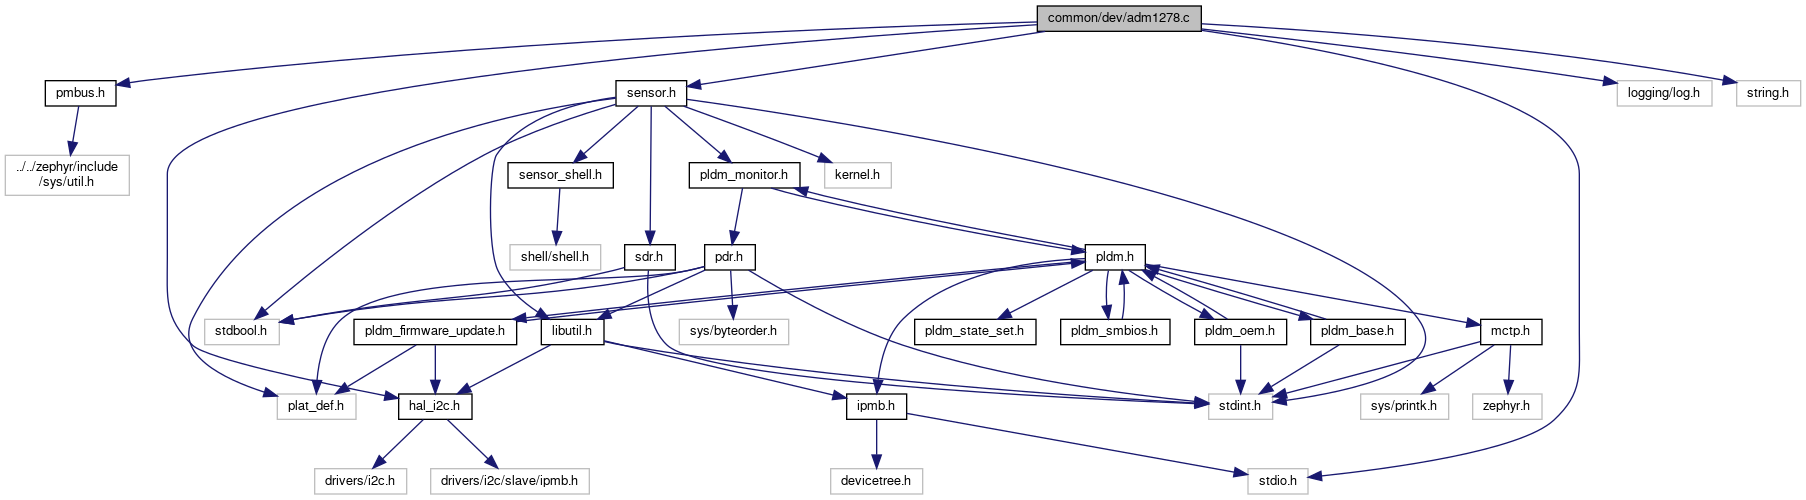 common/dev/adm1278.c
pmbus.h
sensor.h
logging/log.h
string.h
../../zephyr/include
/sys/util.h
sensor_shell.h
pldm_monitor.h
kernel.h
shell/shell.h
sdr.h
pdr.h
pldm.h
stdbool.h
pldm_firmware_update.h
libutil.h
sys/byteorder.h
pldm_state_set.h
pldm_smbios.h
pldm_oem.h
pldm_base.h
mctp.h
plat_def.h
hal_i2c.h
ipmb.h
stdint.h
sys/printk.h
zephyr.h
drivers/i2c.h
drivers/i2c/slave/ipmb.h
devicetree.h
stdio.h